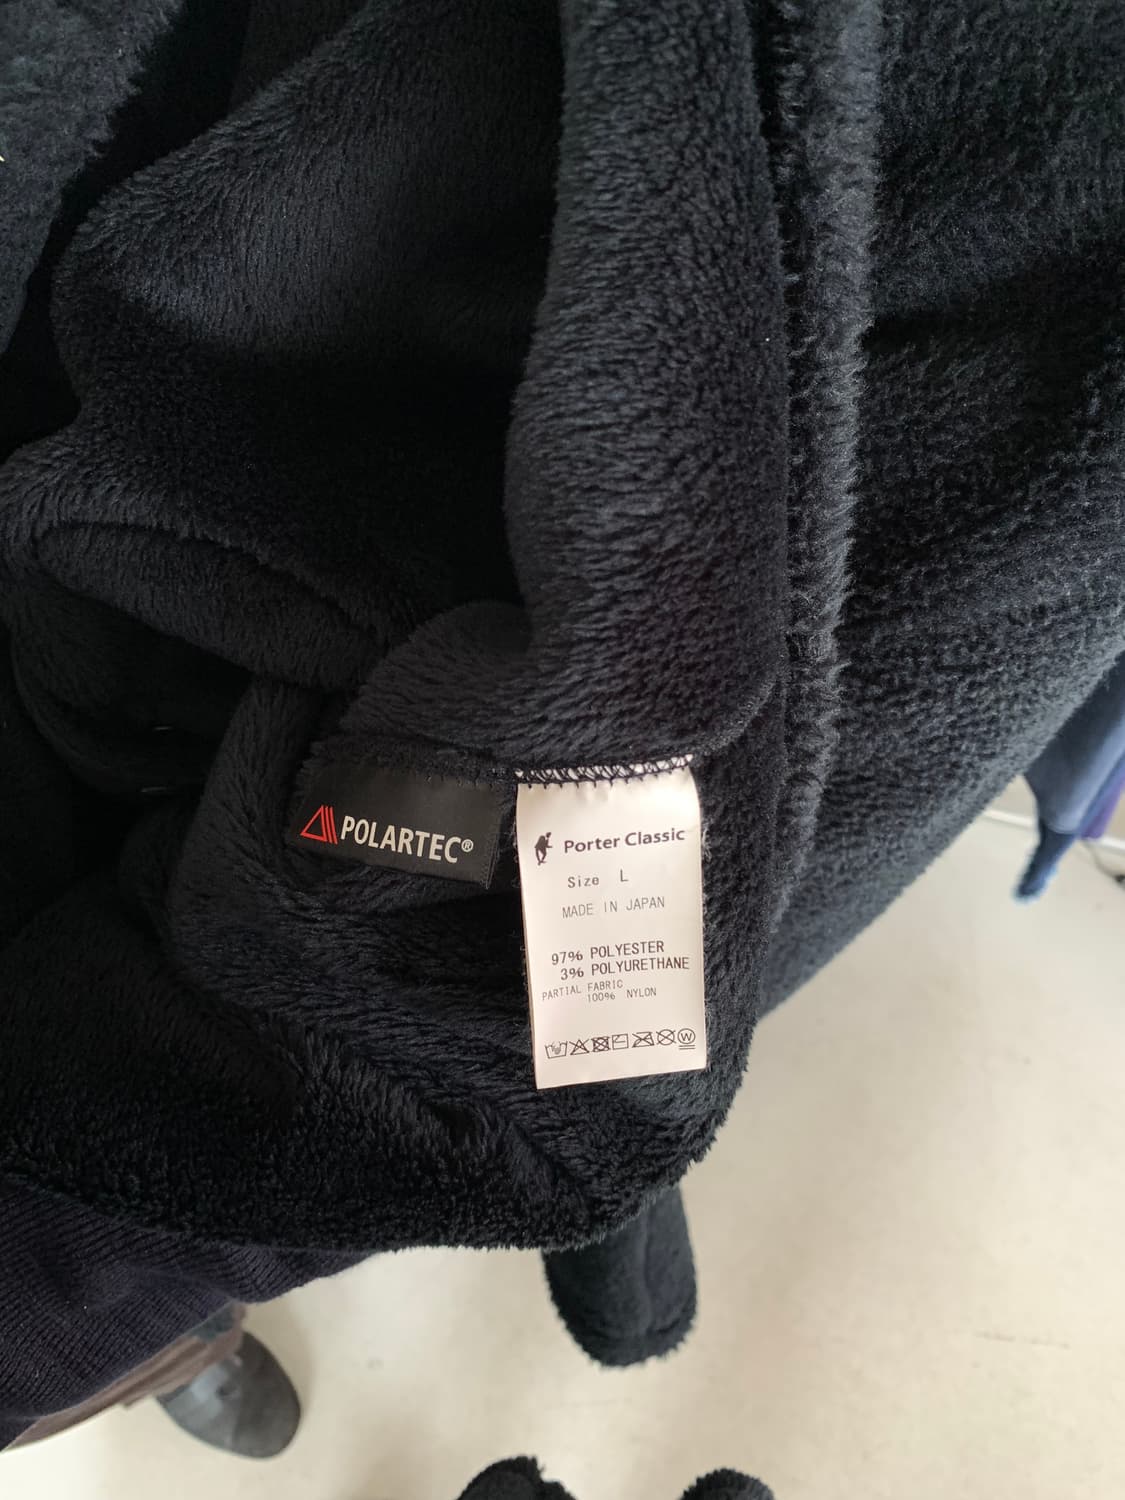 POLARTEC®
Porter Classic
Size L
MADE IN JAPAN
97% POLYESTER
3% POLYURETHANE
PARTIAL FABRIC
100% NYLON
W